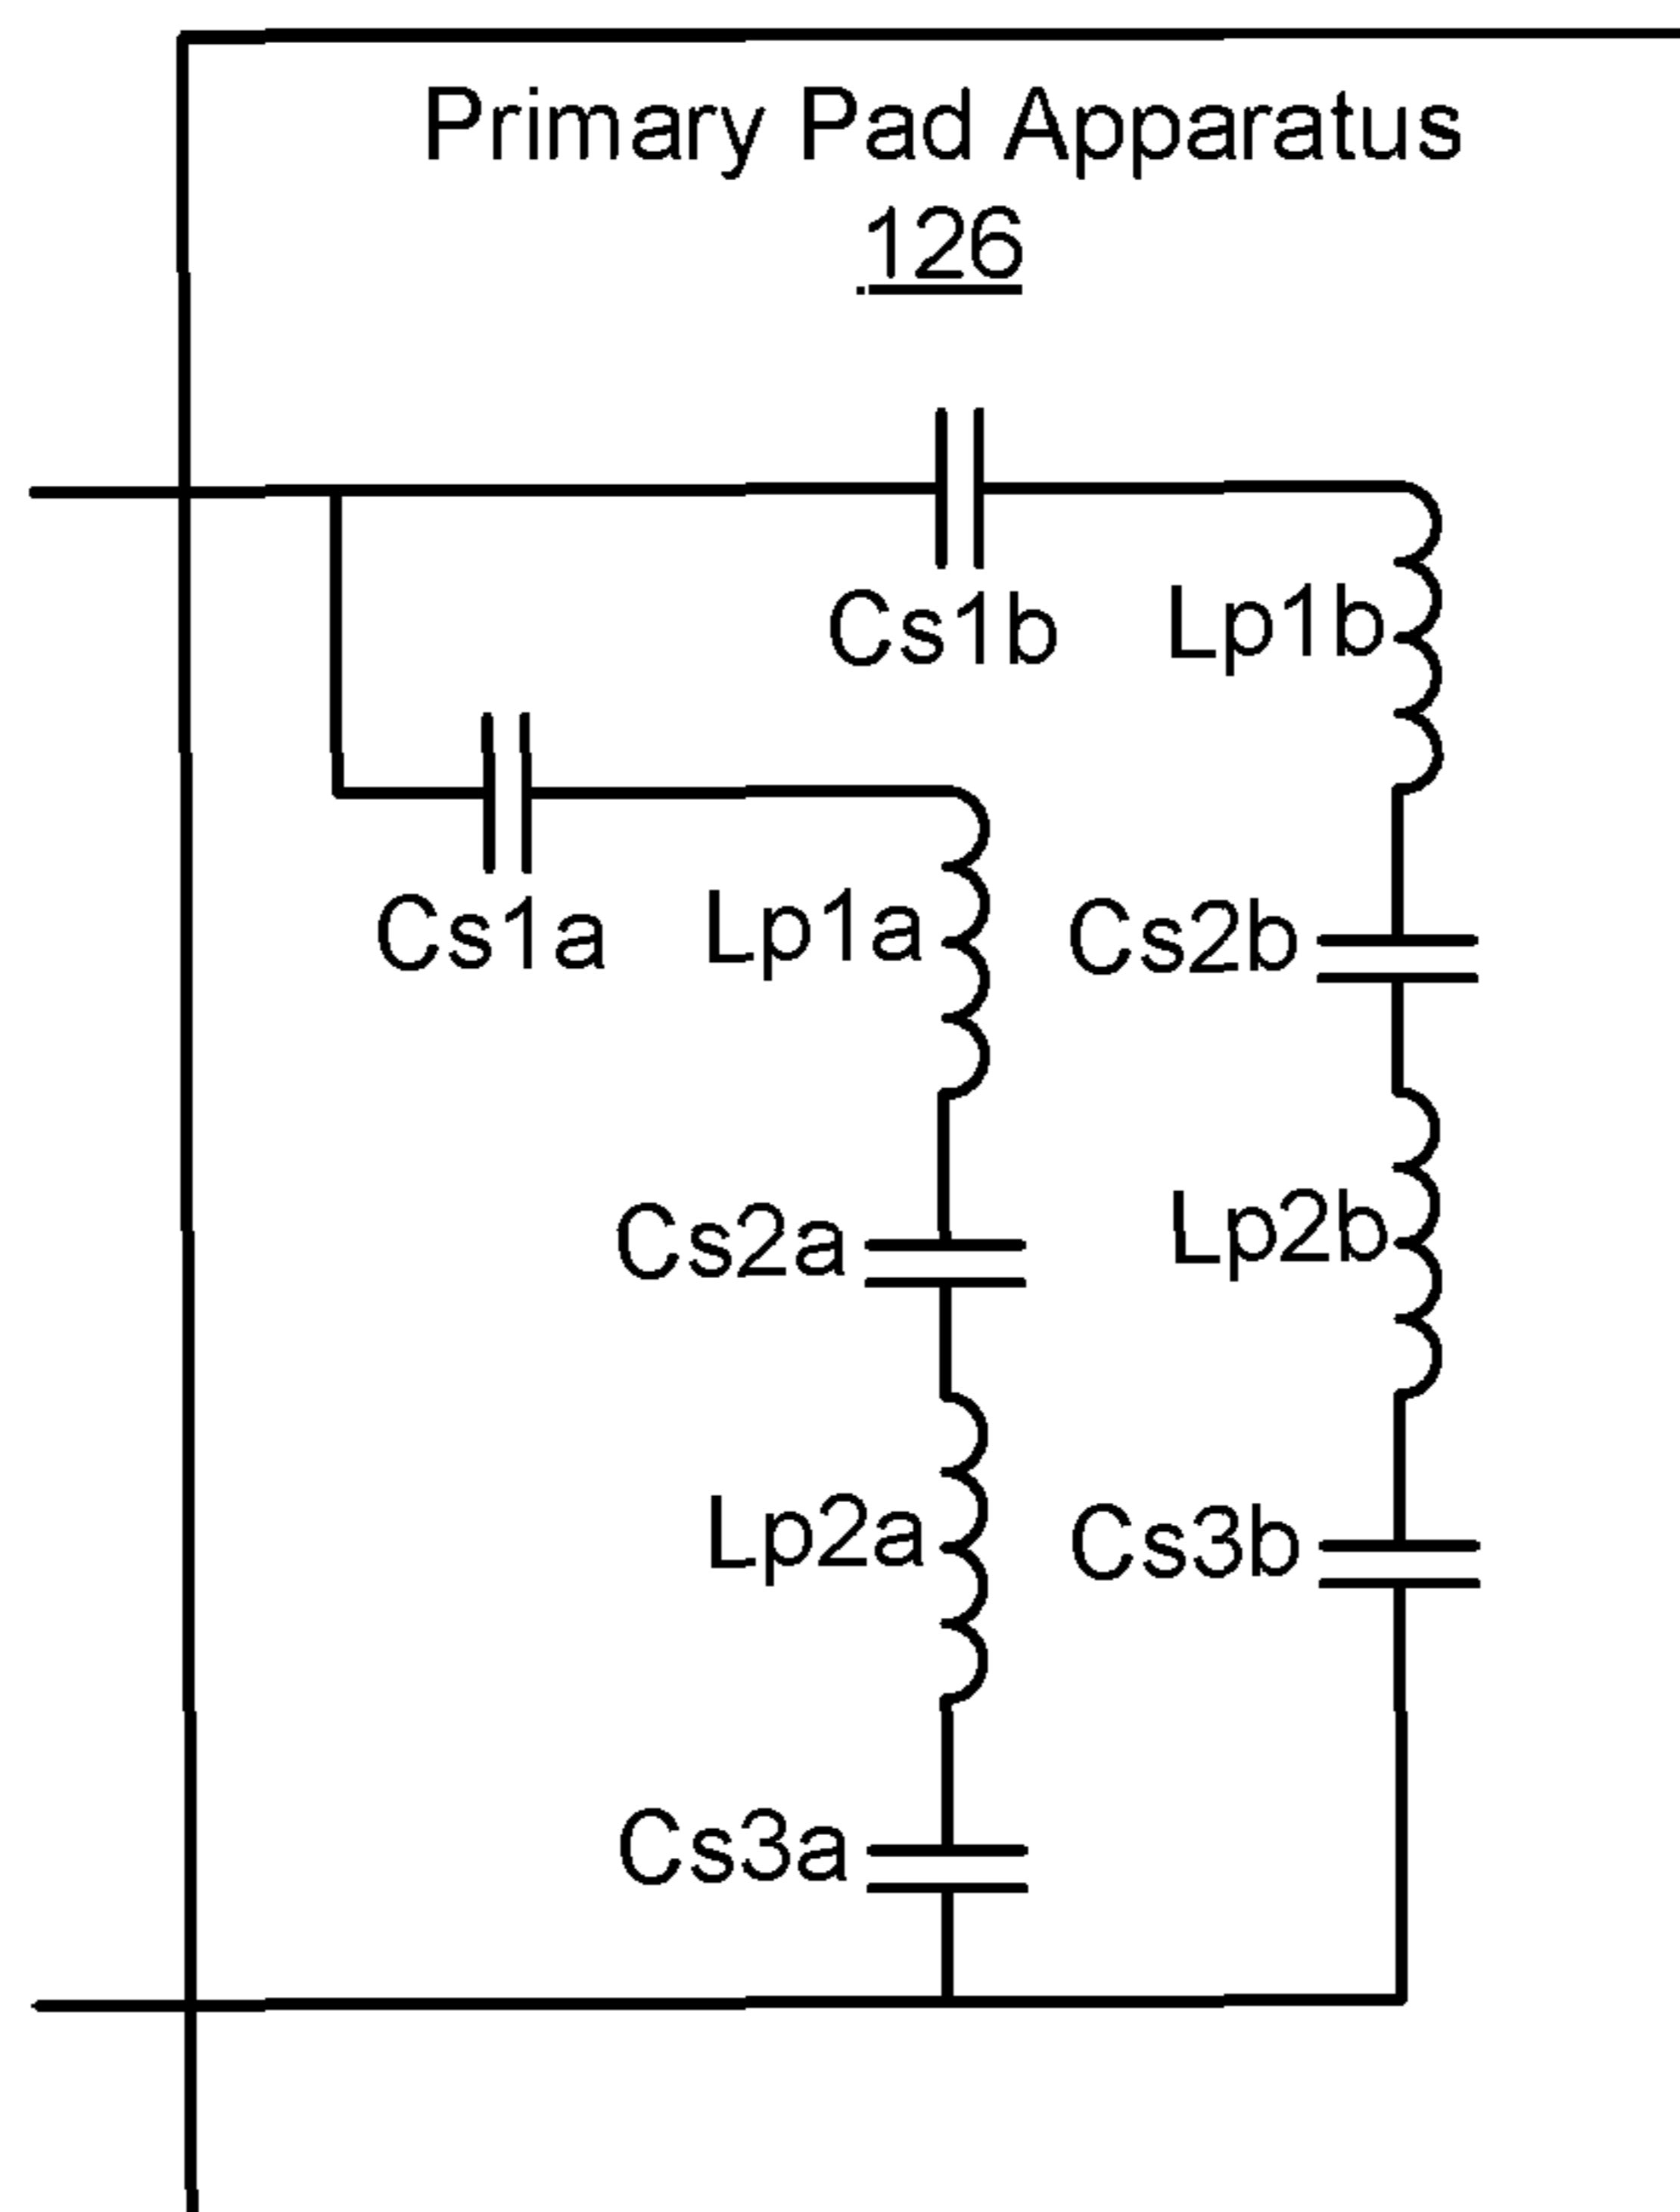 Primary Pad Apparatus
126
Cs1b
Lp1b
Cs1a
Lp1a
Cs2b
Cs2a
Lp2b
Lp2a
Cs3b
Cs3a